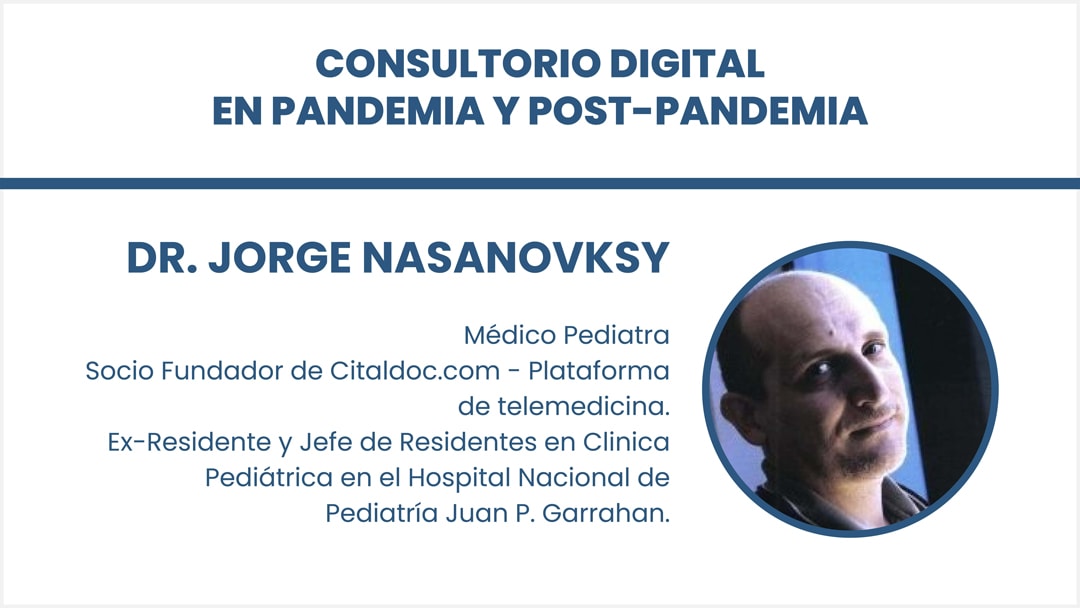 CONSULTORIO DIGITAL
EN PANDEMIA Y POST-PANDEMIA
DR. JORGE NASANOVKSY
Médico Pediatra
Socio Fundador de Citaldoc.com - Plataforma
de telemedicina.
Ex-Residente y Jefe de Residentes en Clinica
Pediátrica en el Hospital Nacional de
Pediatría Juan P. Garrahan.